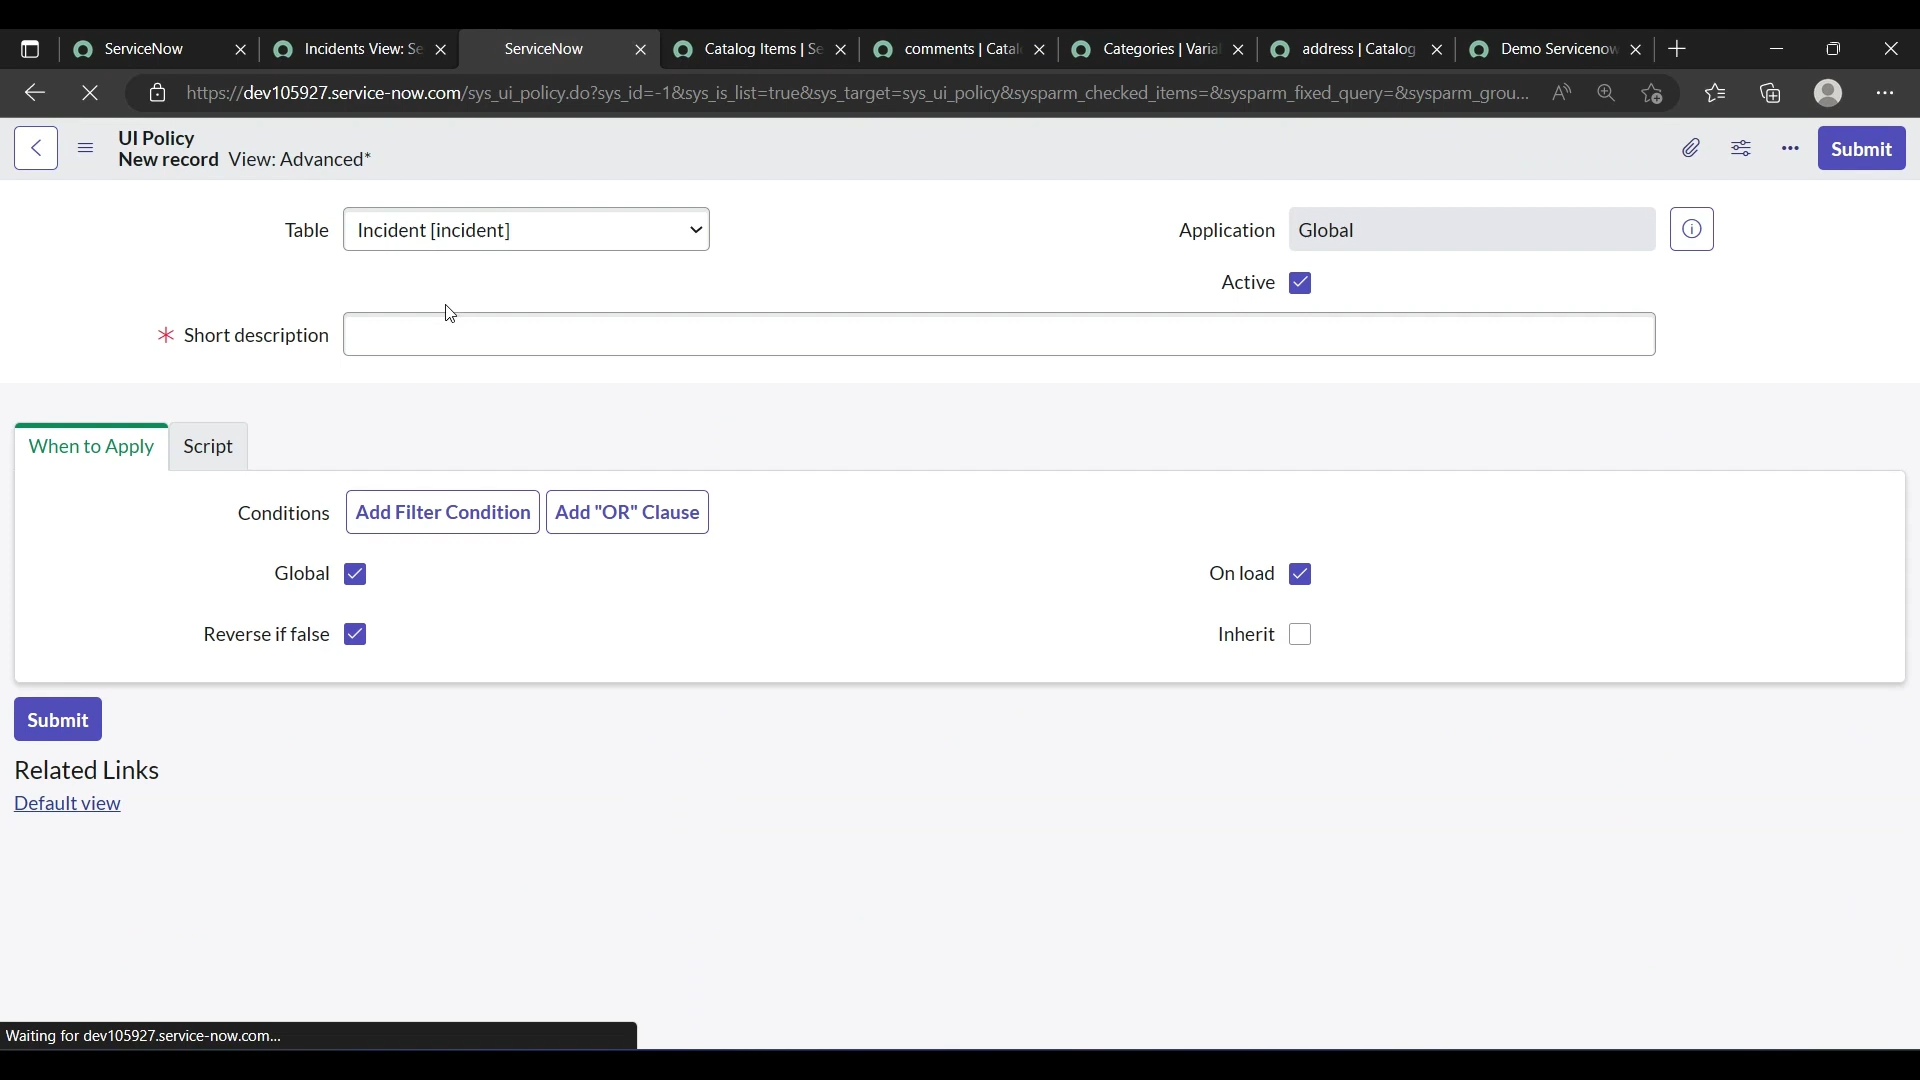 ServiceNow
Incidents View: Se
ServiceNow
Catalog Items | Se
comments | Catal
Categories | Varial
address | Catalog
Demo Servicenow
https://dev105927.service-now.com/sys_ui_policy.do?sys_id=-1&sys_is_list=true&sys_target=sys_ui_policy&sysparm_checked_items=&sysparm_fixed_query=&sysparm_grou...
UI Policy
New record View: Advanced*
Submit
Table
Incident [incident]
Application
Global
Active
* Short description
When to Apply
Script
Conditions
Add Filter Condition
Add "OR" Clause
Global
On load
Reverse if false
Inherit
Submit
Related Links
Default view
Waiting for dev105927.service-now.com...